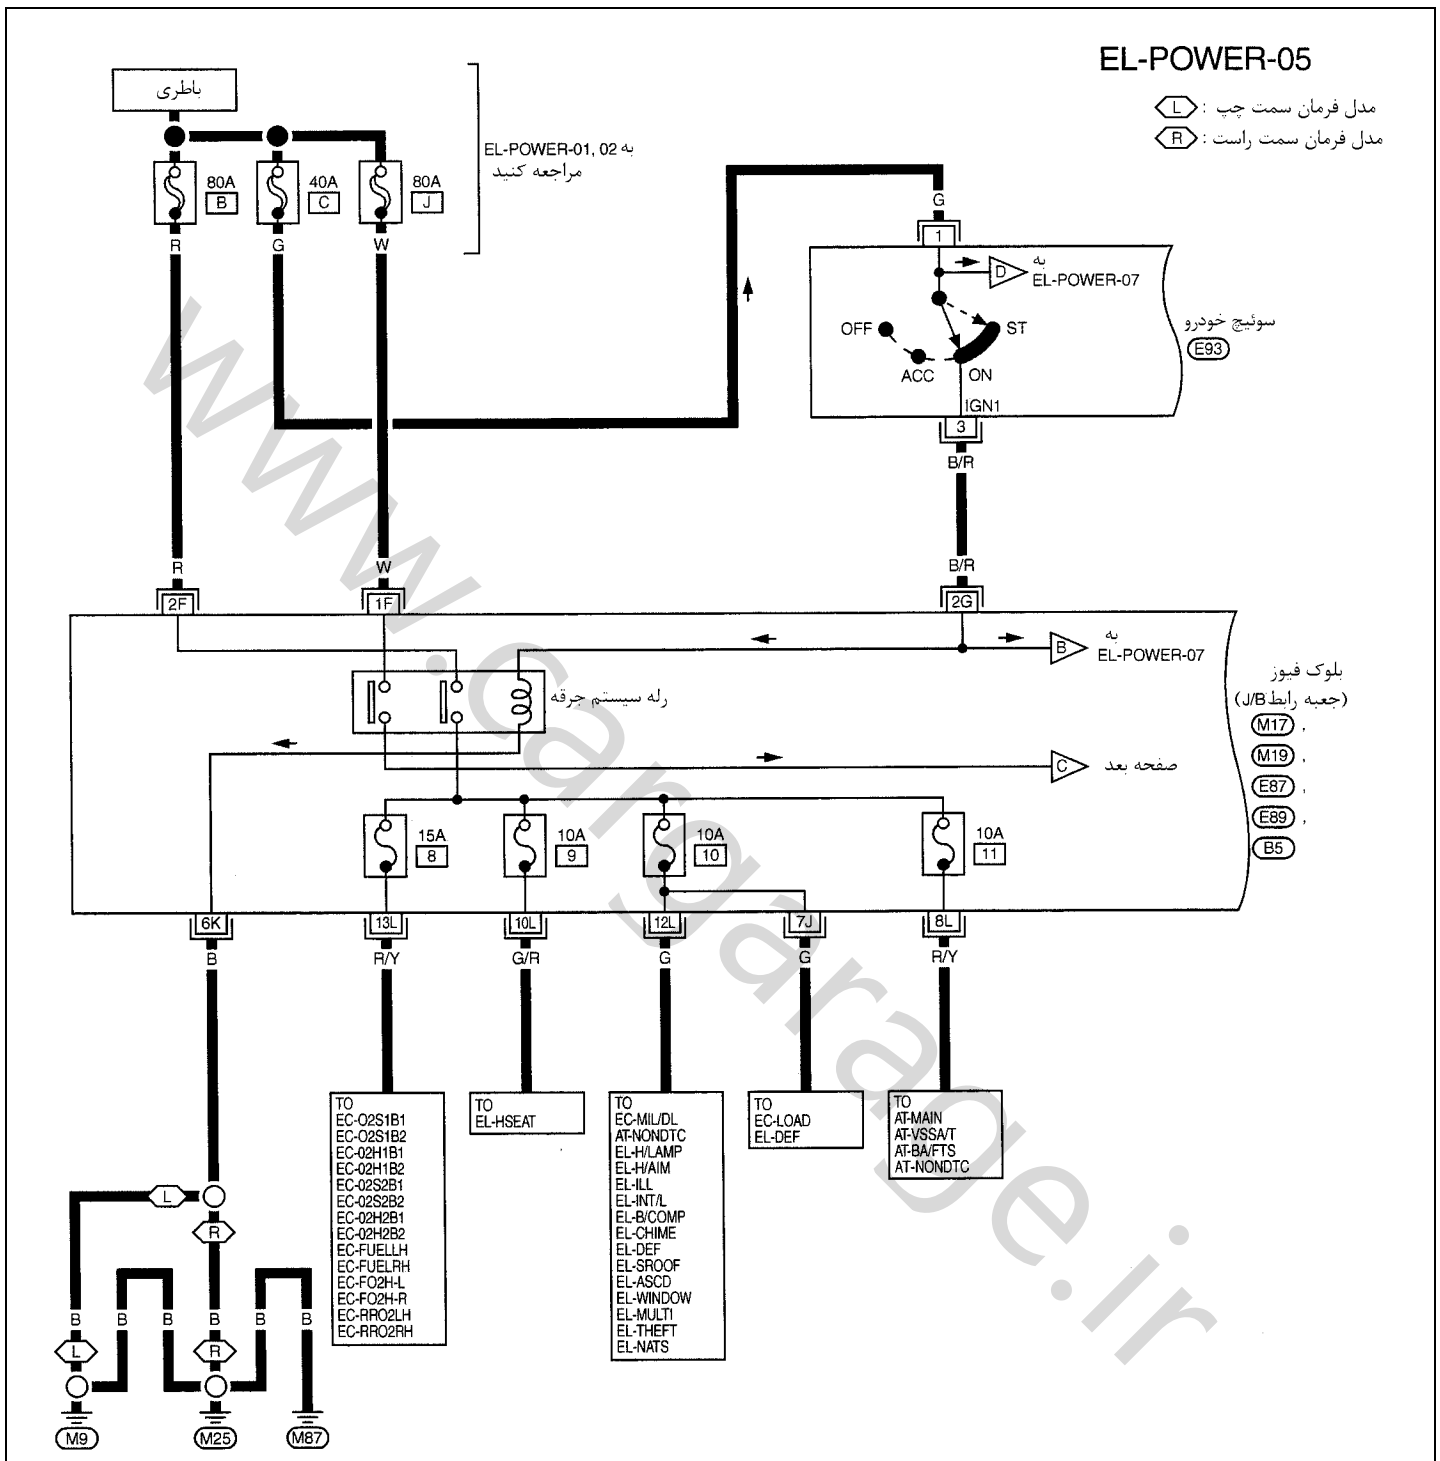 EL-POWER-05
مدل فرمان سمت چپ : L
مدل فرمان سمت راست : R
باطری
80A
B
40A
C
80A
J
به EL-POWER-01, 02
مراجعه کنید
R
G
W
G
1
D
به
EL-POWER-07
OFF
ACC
ON
ST
IGN1
سوئیچ خودرو
E93
3
B/R
R
W
B/R
2F
1F
2G
B
به
EL-POWER-07
رله سیستم جرقه
بلوک فیوز
(جعبه رابط J/B)
M17 ,
M19 ,
E87 ,
E89 ,
B5
C
صفحه بعد
15A
8
10A
9
10A
10
10A
11
6K
13L
10L
12L
7J
8L
B
R/Y
G/R
G
G
R/Y
TO
EC-O2S1B1
EC-O2S1B2
EC-02H1B1
EC-02H1B2
EC-02S2B1
EC-02S2B2
EC-02H2B1
EC-02H2B2
EC-FUELLH
EC-FUELRH
EC-FO2H-L
EC-FO2H-R
EC-RRO2LH
EC-RRO2RH
TO
EL-HSEAT
TO
EC-MIL/DL
AT-NONDTC
EL-H/LAMP
EL-H/AIM
EL-ILL
EL-INT/L
EL-B/COMP
EL-CHIME
EL-DEF
EL-SROOF
EL-ASCD
EL-WINDOW
EL-MULTI
EL-THEFT
EL-NATS
TO
EC-LOAD
EL-DEF
TO
AT-MAIN
AT-VSSA/T
AT-BA/FTS
AT-NONDTC
L
R
B
B
B
B
B
B
L
R
M9
M25
M87
www.cargarage.ir